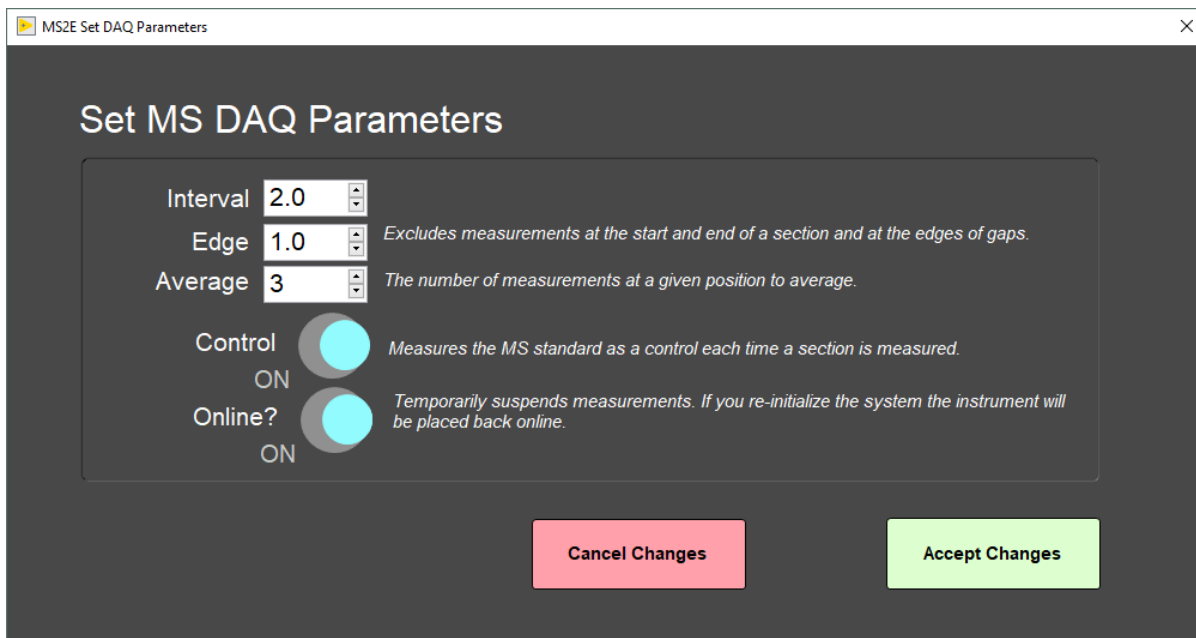 MS2E Set DAQ Parameters
Set MS DAQ Parameters
Interval 2.0
Edge 1.0 Excludes measurements at the start and end of a section and at the edges of gaps.
Average 3 The number of measurements at a given position to average.
Control Measures the MS standard as a control each time a section is measured.
ON
Online? Temporarily suspends measurements. If you re-initialize the system the instrument will
be placed back online.
ON
Cancel Changes Accept Changes